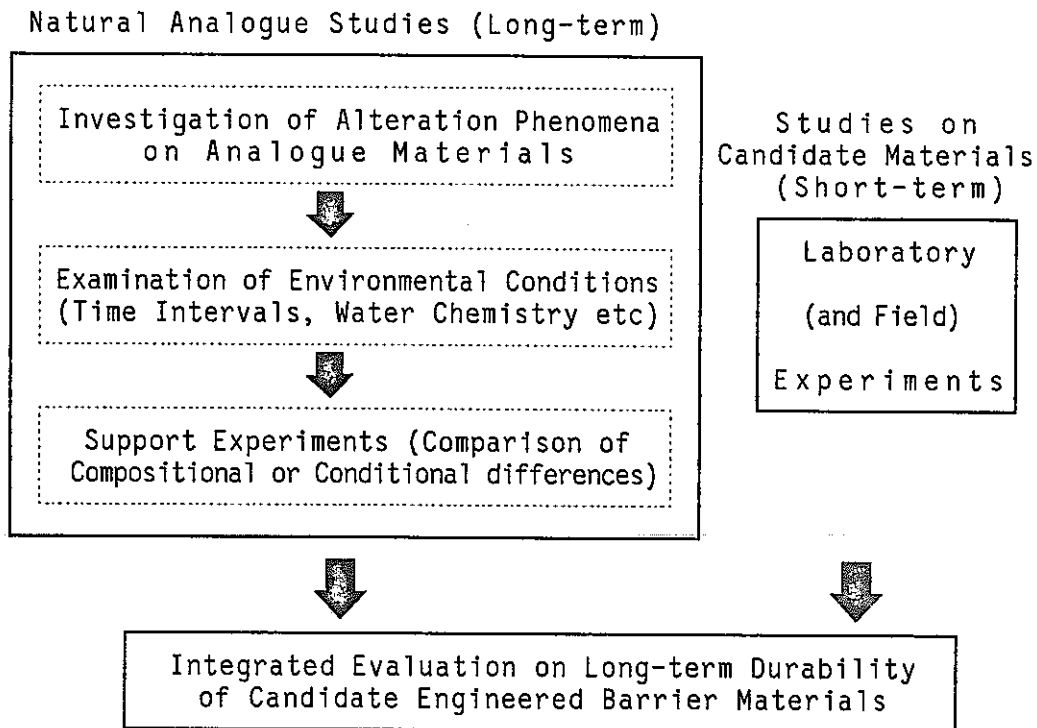 Natural Analogue Studies (Long-term)
Investigation of Alteration Phenomena
on Analogue Materials
Examination of Environmental Conditions
(Time Intervals, Water Chemistry etc)
Support Experiments (Comparison of
Compositional or Conditional differences)
Studies on
Candidate Materials
(Short-term)
Laboratory
(and Field)
Experiments
Integrated Evaluation on Long-term Durability
of Candidate Engineered Barrier Materials